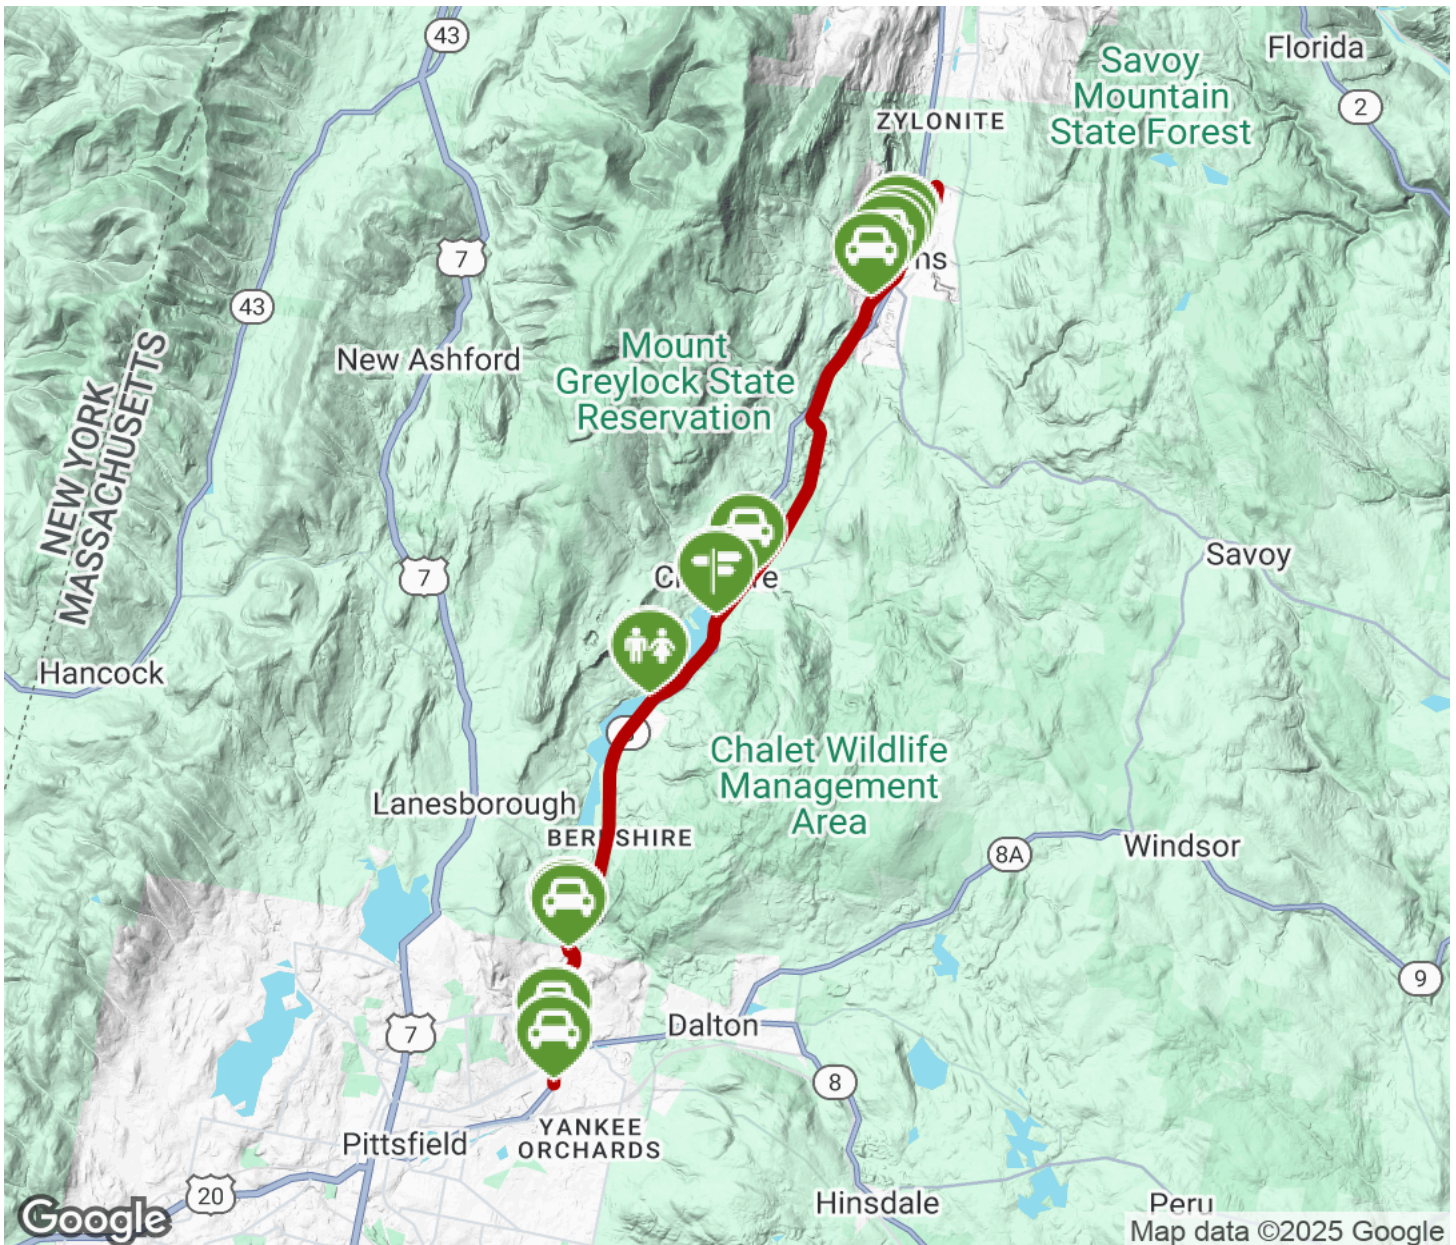 43
Florida
Savoy
Mountain
State Forest
2
ZYLONITE
7
43
Mount
Greylock State
Reservation
New Ashford
NEW YORK
MASSACHUSETTS
7
Savoy
Hancock
Chalet Wildlife
Management
Area
Lanesborough
8A
Windsor
9
7
Dalton
8
YANKEE
ORCHARDS
Pittsfield
20
Hinsdale
Peru
Google
Map data ©2025 Google